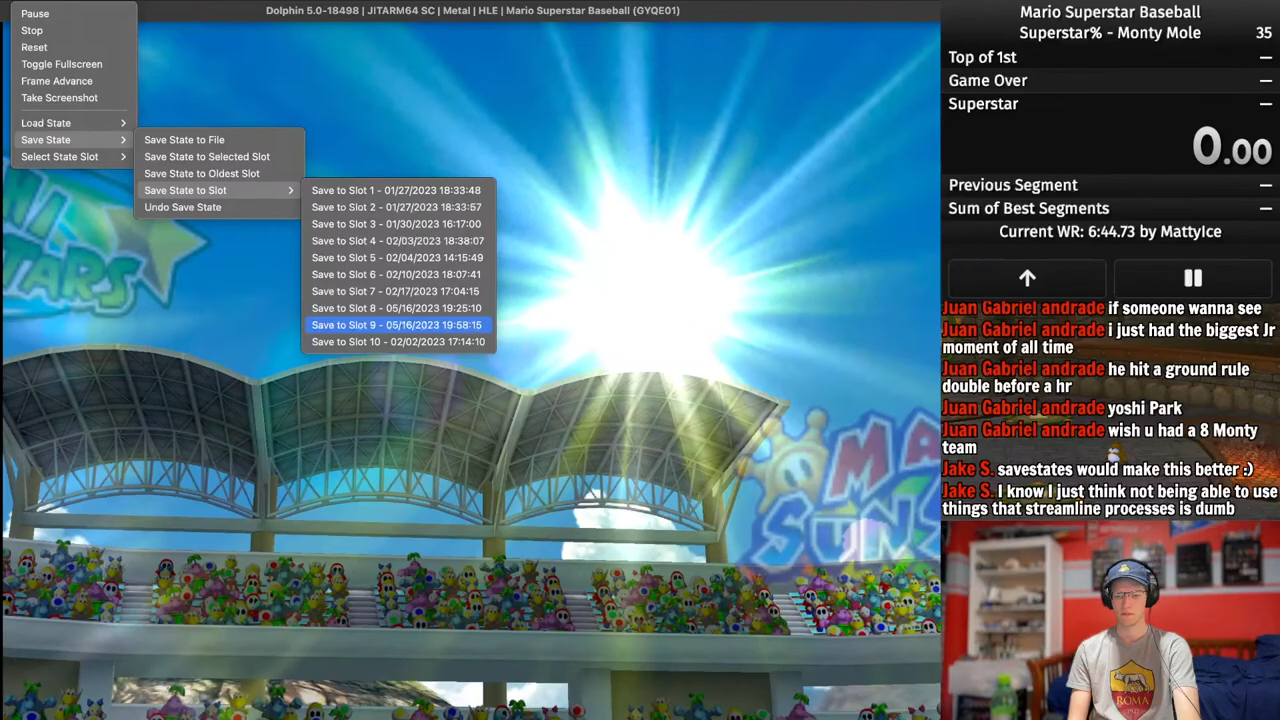 Dolphin 5.0-18498 | JITARM64 SC | Metal | HLE | Mario Superstar Baseball (GYQE01)
Pause
Stop
Reset
Toggle Fullscreen
Frame Advance
Take Screenshot
Load State
Save State
Select State Slot
Save State to File
Save State to Selected Slot
Save State to Oldest Slot
Save State to Slot
Undo Save State
Save to Slot 1 - 01/27/2023 18:33:48
Save to Slot 2 - 01/27/2023 18:33:57
Save to Slot 3 - 01/30/2023 16:17:00
Save to Slot 4 - 02/03/2023 18:38:07
Save to Slot 5 - 02/04/2023 14:15:49
Save to Slot 6 - 02/10/2023 18:07:41
Save to Slot 7 - 02/17/2023 17:04:15
Save to Slot 8 - 05/16/2023 19:25:10
Save to Slot 9 - 05/16/2023 19:58:15
Save to Slot 10 - 02/02/2023 17:14:10
TARS
MA
SUNS
Mario Superstar Baseball
Superstar% - Monty Mole 35
Top of 1st –
Game Over –
Superstar –
0.00
Previous Segment –
Sum of Best Segments –
Current WR: 6:44.73 by MattyIce
Juan Gabriel andrade if someone wanna see
Juan Gabriel andrade i just had the biggest Jr
moment of all time
Juan Gabriel andrade he hit a ground rule
double before a hr
Juan Gabriel andrade yoshi Park
Juan Gabriel andrade wish u had a 8 Monty
team
Jake S. savestates would make this better :)
Jake S. I know I just think not being able to use
things that streamline processes is dumb
ROMA
1927